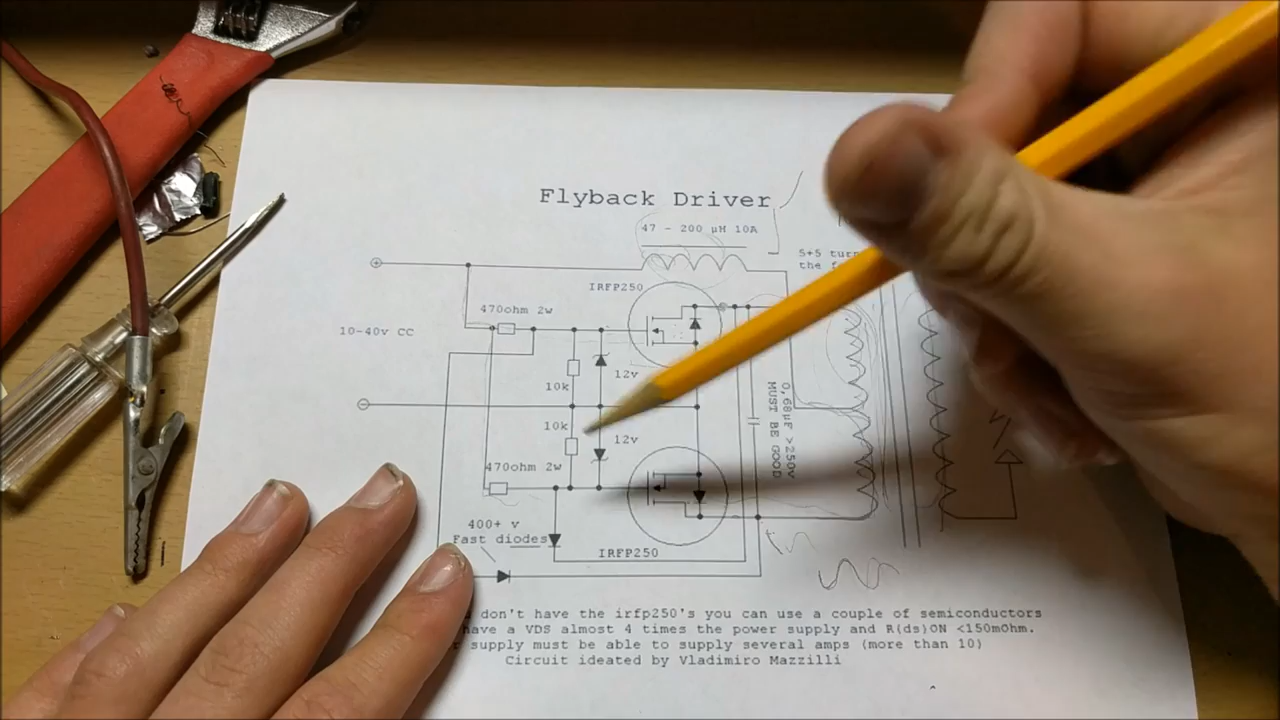 Flyback Driver
47 - 200 µH 10A
5+5 turn
the f
IRFP250
470ohm 2w
10-40v CC
12v
10k
0,68uF >250v
MUST BE GOOD
10k
12v
470ohm 2w
400+ v
Fast diodes
IRFP250
don't have the irfp250's you can use a couple of semiconductors
have a VDS almost 4 times the power supply and R(ds)ON <150mOhm.
supply must be able to supply several amps (more than 10)
Circuit ideated by Vladimiro Mazzilli